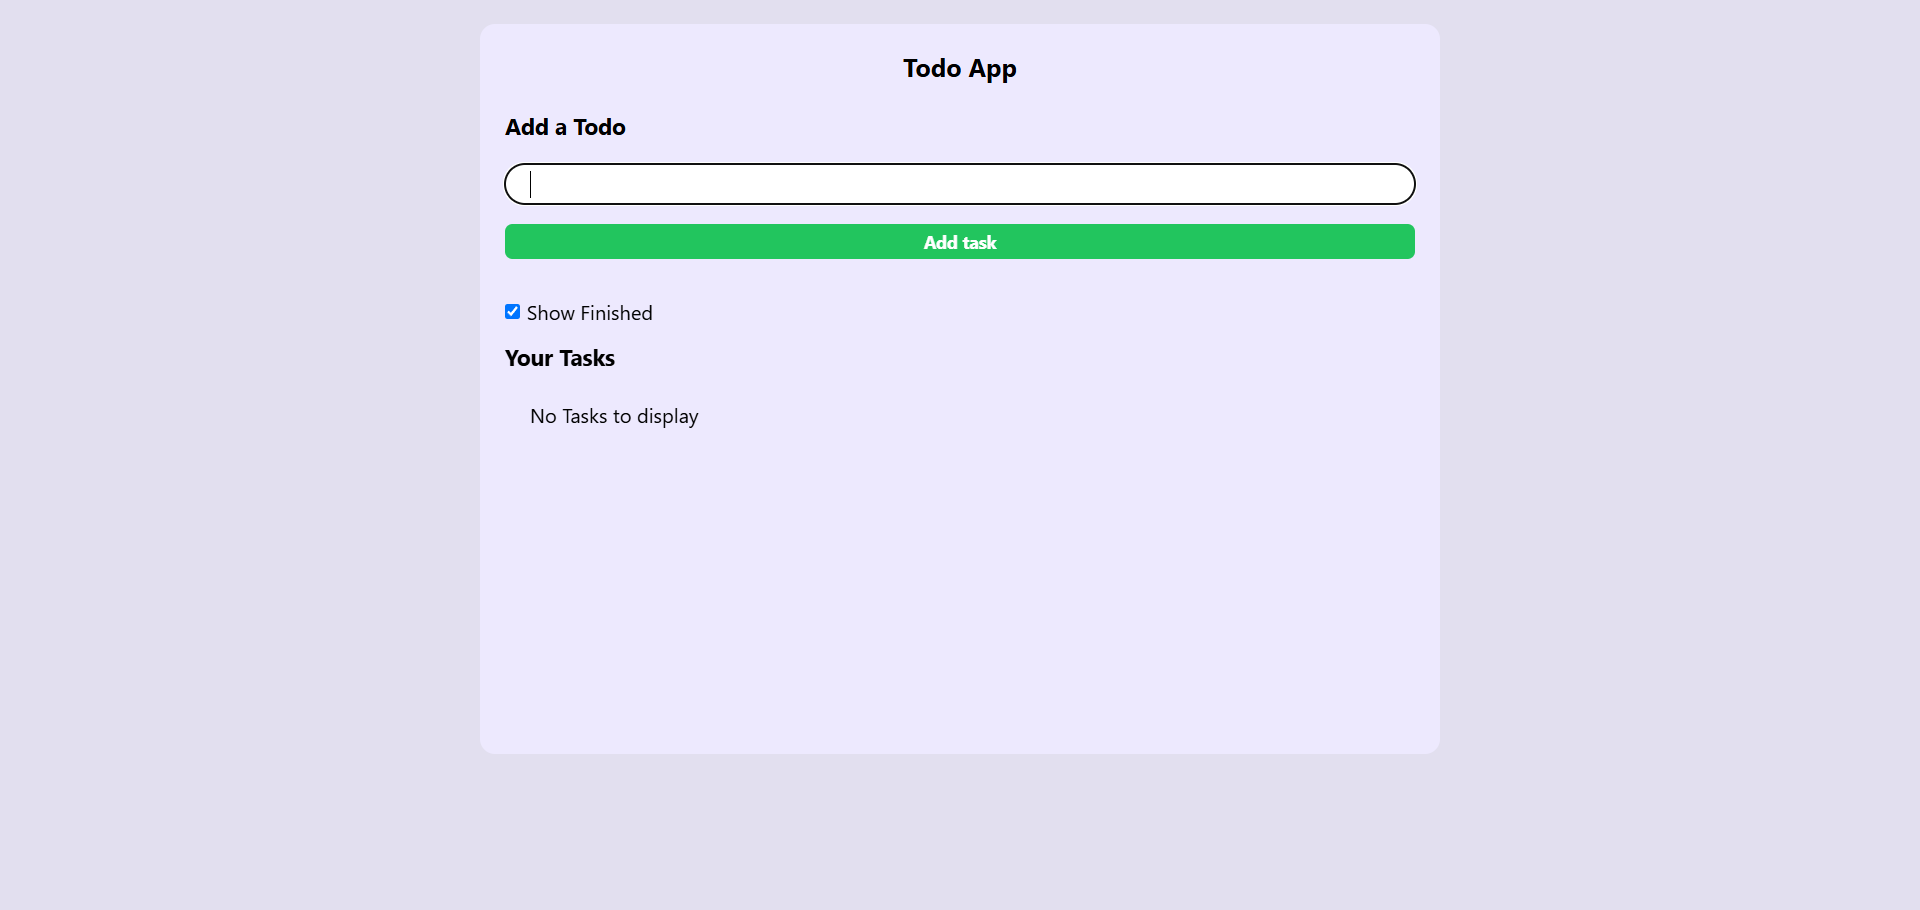 Todo App
Add a Todo
Add task
Show Finished
Your Tasks
No Tasks to display